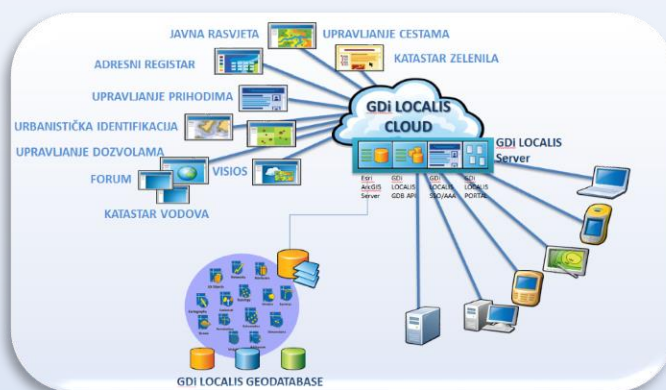 JAVNA RASVJETA
UPRAVLJANJE CESTAMA
ADRESNI REGISTAR
KATASTAR ZELENILA
UPRAVLJANJE PRIHODIMA
GDi LOCALIS
CLOUD
URBANISTIČKA IDENTIFIKACIJA
GDi LOCALIS
Server
UPRAVLJANJE DOZVOLAMA
FORUM
VISIOS
KATASTAR VODOVA
Esri
ArcGIS
Server
GDi
LOCALIS
GDB API
GDi
LOCALIS
SSO/AAA
GDi
LOCALIS
PORTAL
GDI LOCALIS GEODATABASE